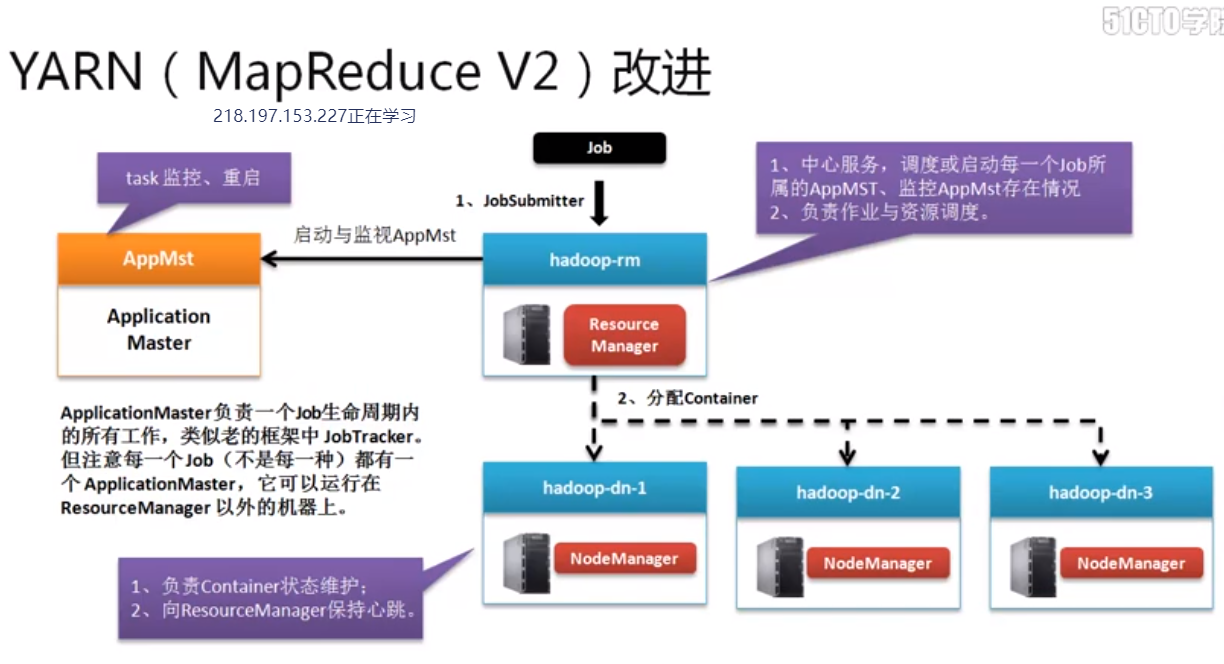 51CTO学院
YARN（MapReduce V2）改进
218.197.153.227正在学习
Job
1、JobSubmitter
task 监控、重启
1、中心服务，调度或启动每一个Job所
属的AppMST、监控AppMst存在情况
2、负责作业与资源调度。
启动与监视AppMst
AppMst
Application
Master
hadoop-rm
Resource
Manager
2、分配Container
ApplicationMaster负责一个Job生命周期内
的所有工作，类似老的框架中 JobTracker。
但注意每一个Job（不是每一种）都有一
个 ApplicationMaster，它可以运行在
ResourceManager 以外的机器上。
hadoop-dn-1
NodeManager
hadoop-dn-2
NodeManager
hadoop-dn-3
NodeManager
1、负责Container状态维护；
2、向ResourceManager保持心跳。